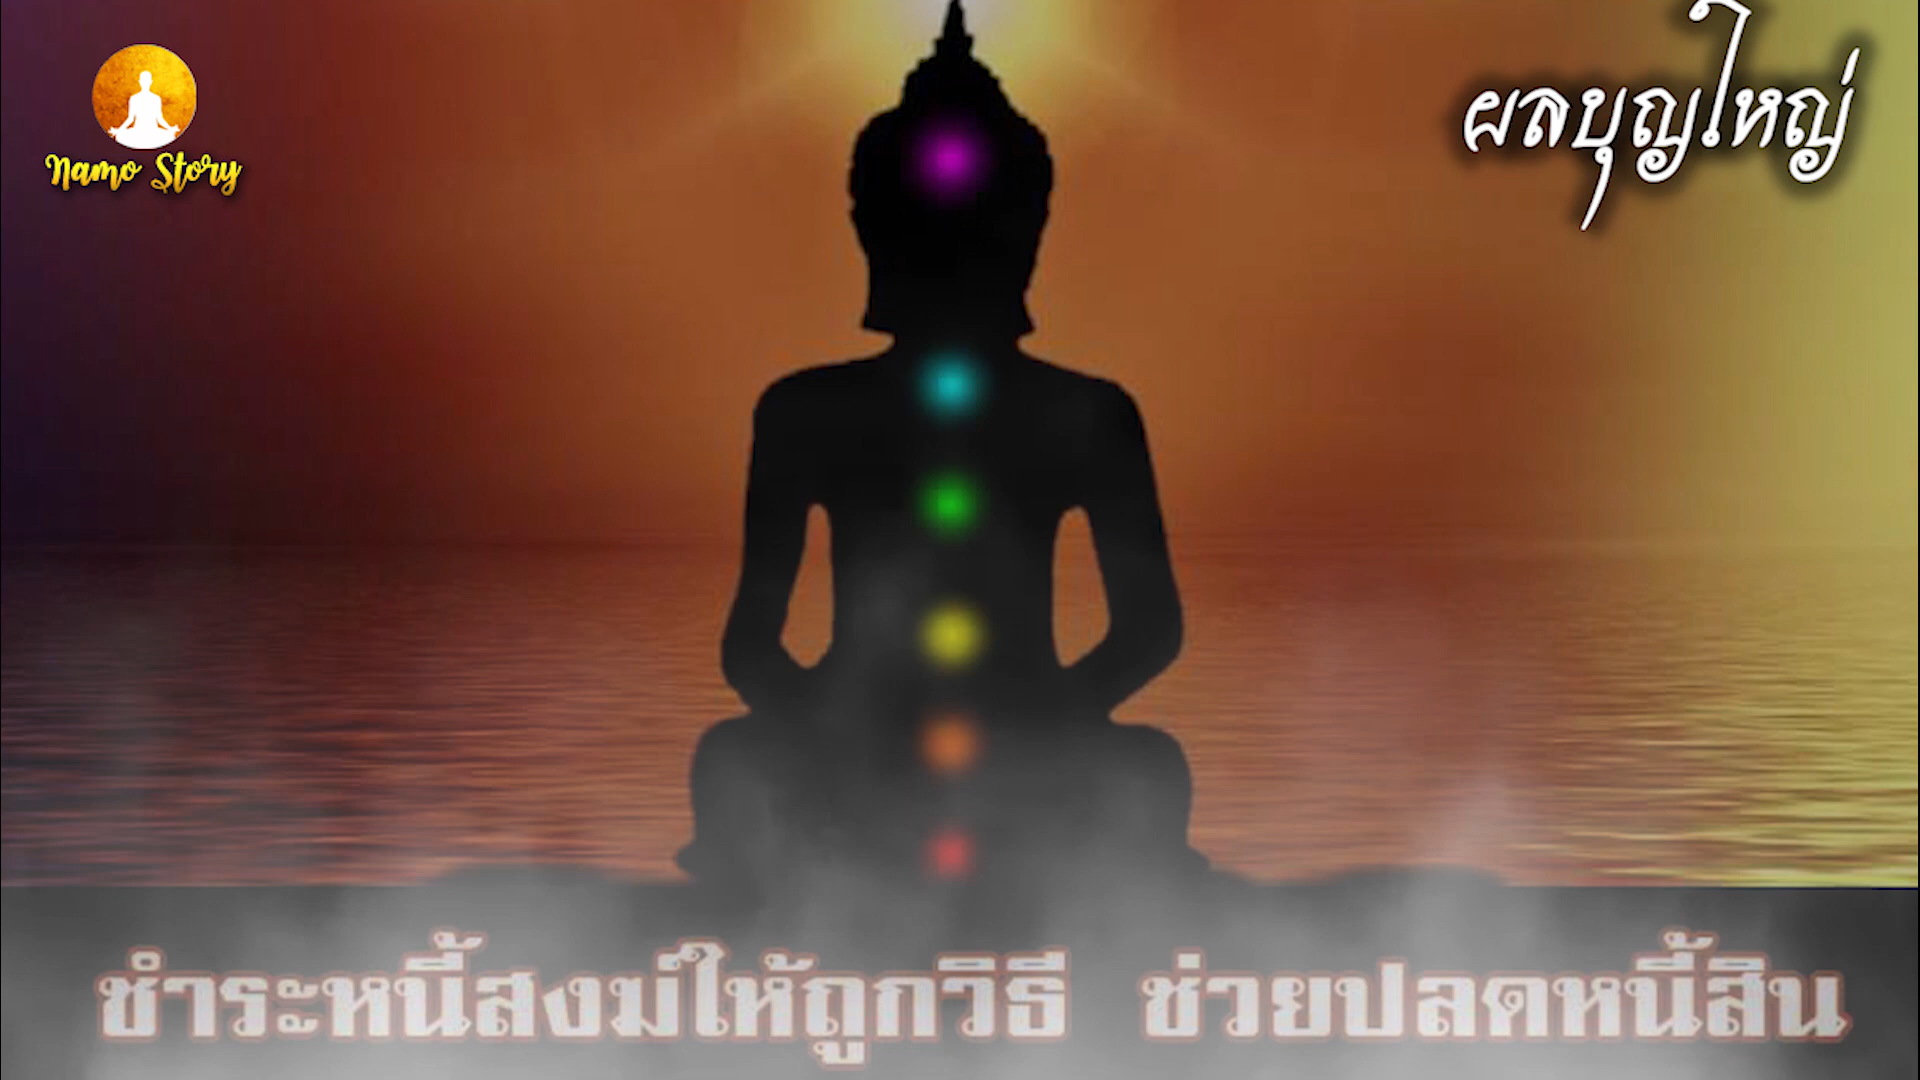 Namo Story
ผลบุญใหญ่
ชำระหนี้สงฆ์ให้ถูกวิธี ช่วยปลดหนี้สิน